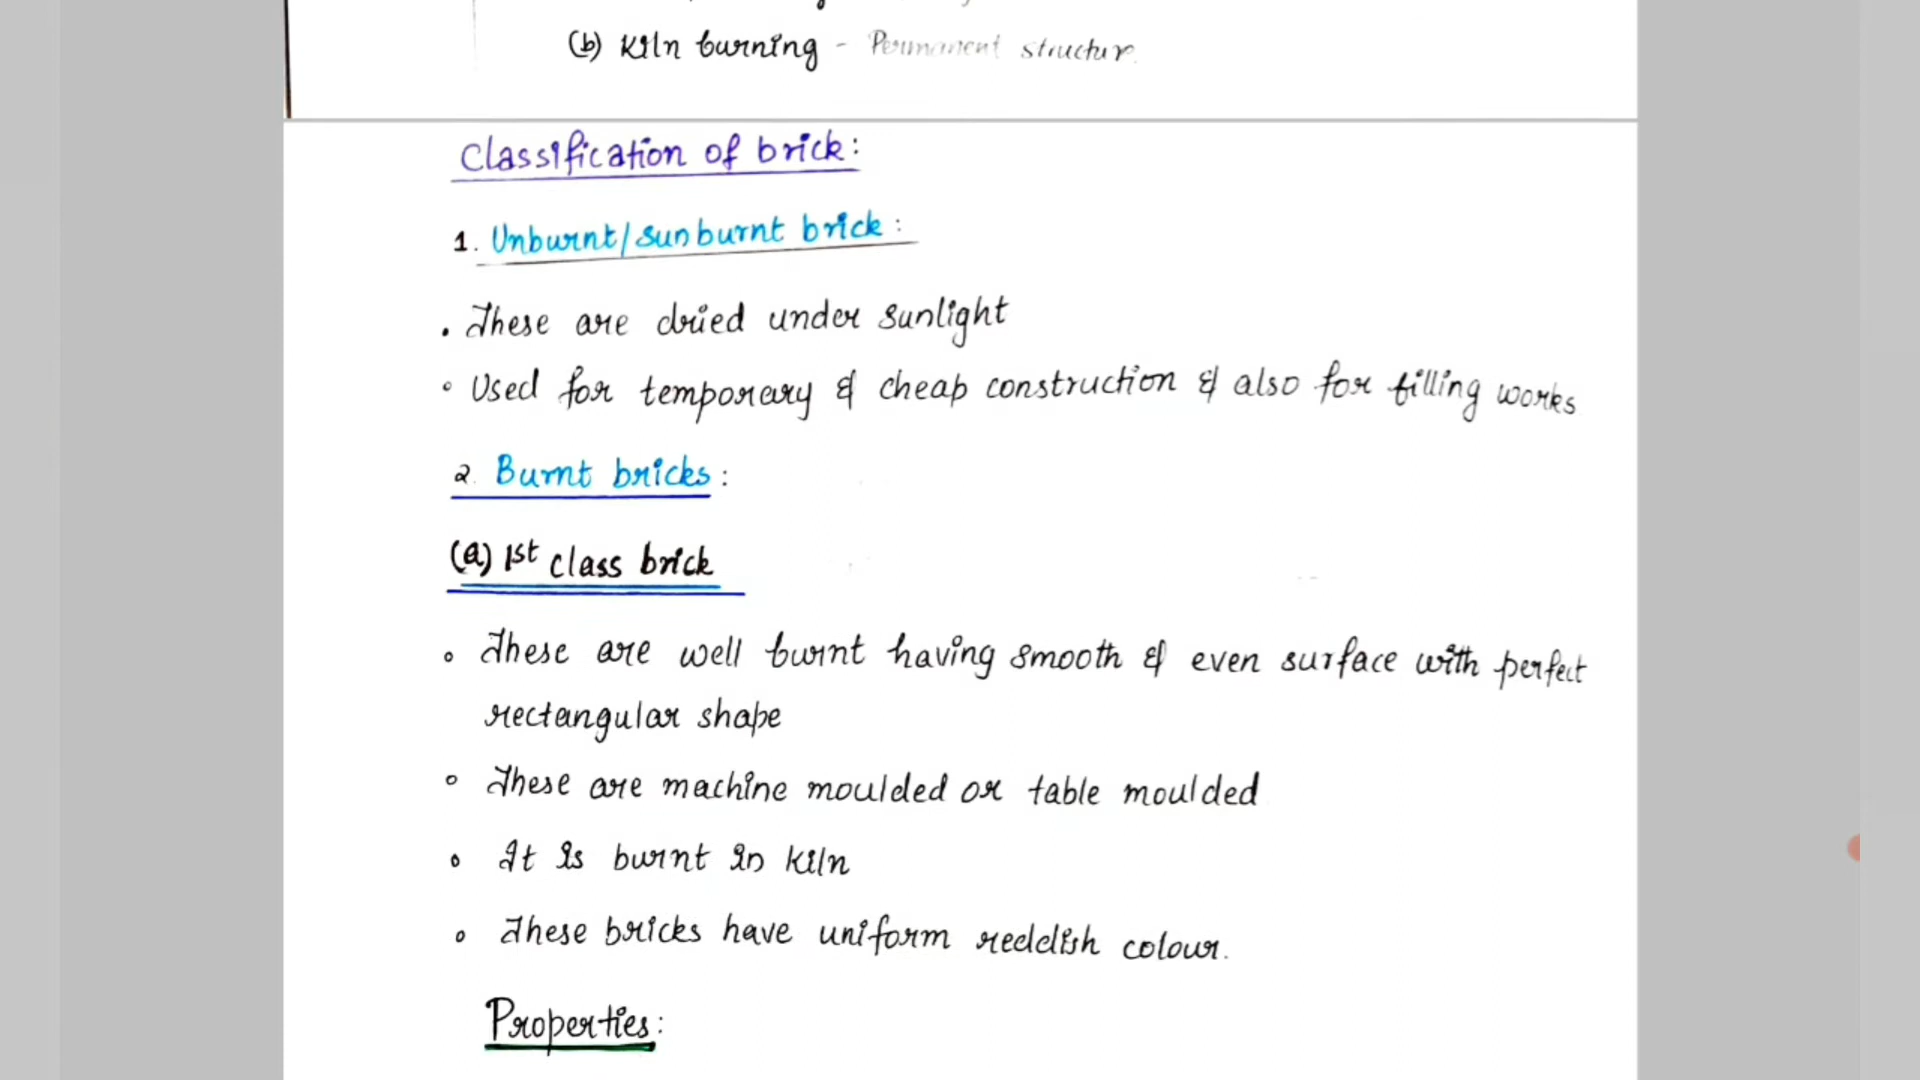 (b) Kiln burning - Permanent structur.
Classification of brick:
1. Unburnt/sunburnt brick:
• These are dried under sunlight
• Used for temporary & cheap construction & also for filling works
2. Burnt bricks:
(a) 1st class brick
• These are well burnt having smooth & even surface with perfect
rectangular shape
• These are machine moulded or table moulded
• It is burnt in kiln
• These bricks have uniform reddish colour.
Properties: